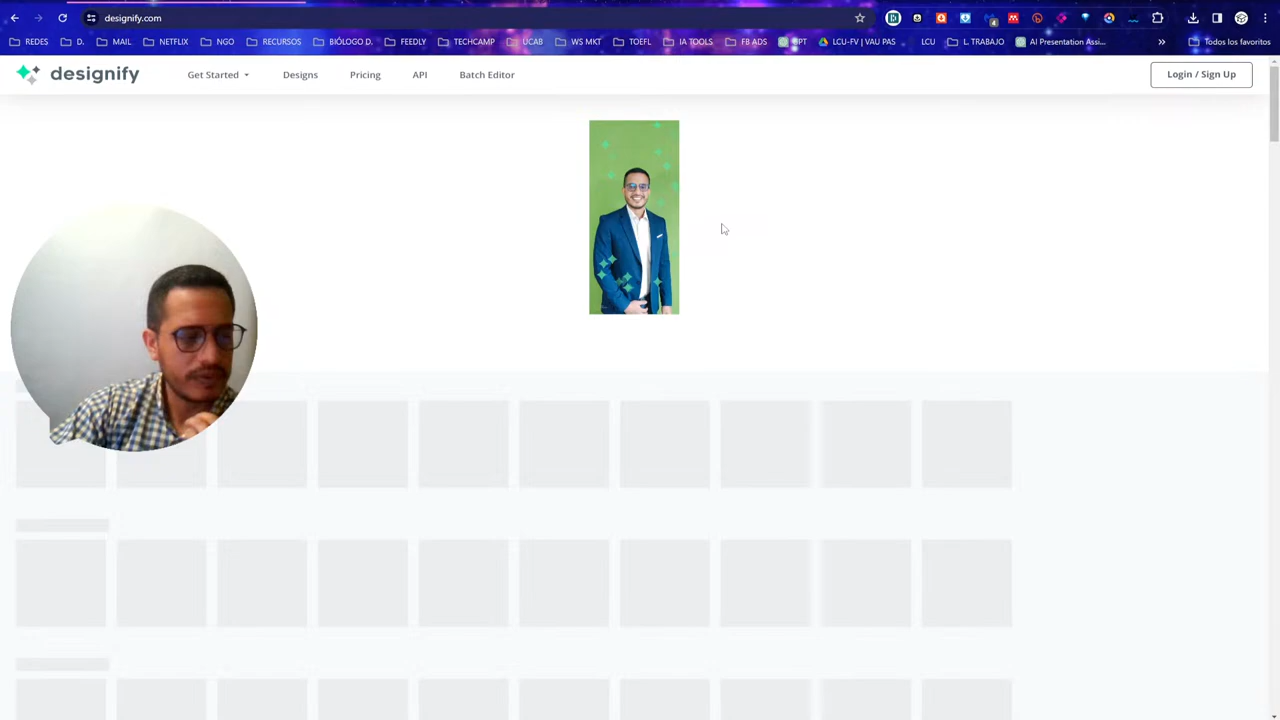 designify.com
REDES D. MAIL NETFLIX NGO RECURSOS BIGQIGO D. FEEDLY TECHCAMP UCAB WS MKT TOEFL IA TOOLS FB ADS GPT LCU-FV | VAU PAS LCU L. TRABAJO AI Presentation Assi... » Todos los favoritos
designify Get Started Designs Pricing API Batch Editor Login / Sign Up